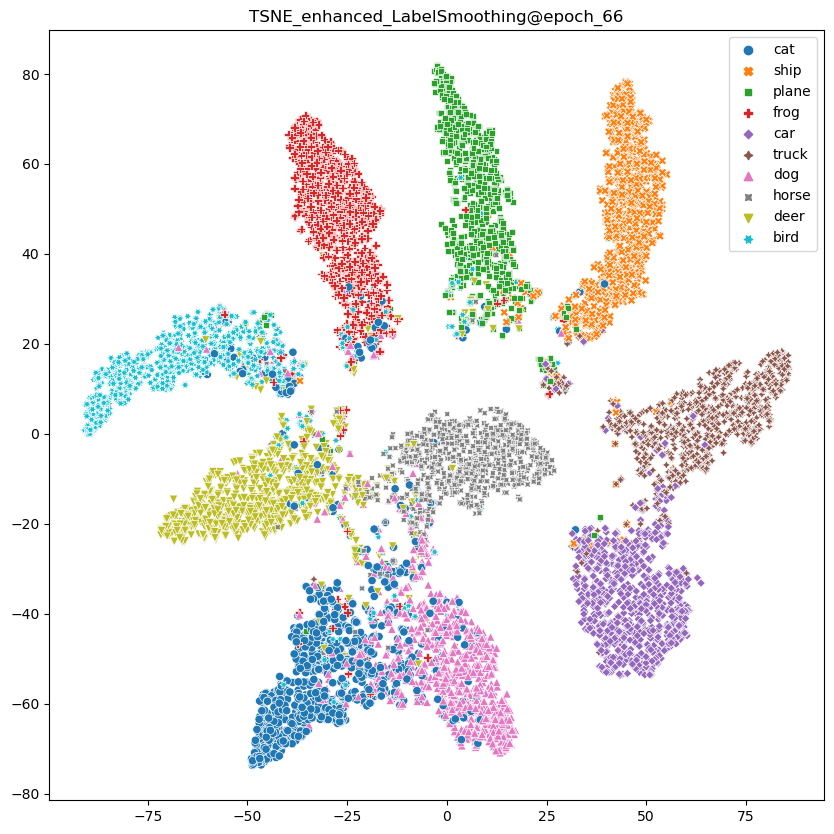 TSNE_enhanced_LabelSmoothing@epoch_66
cat
ship
plane
frog
car
truck
dog
horse
deer
bird
80
60
40
20
0
−20
−40
−60
−80
−75
−50
−25
0
25
50
75